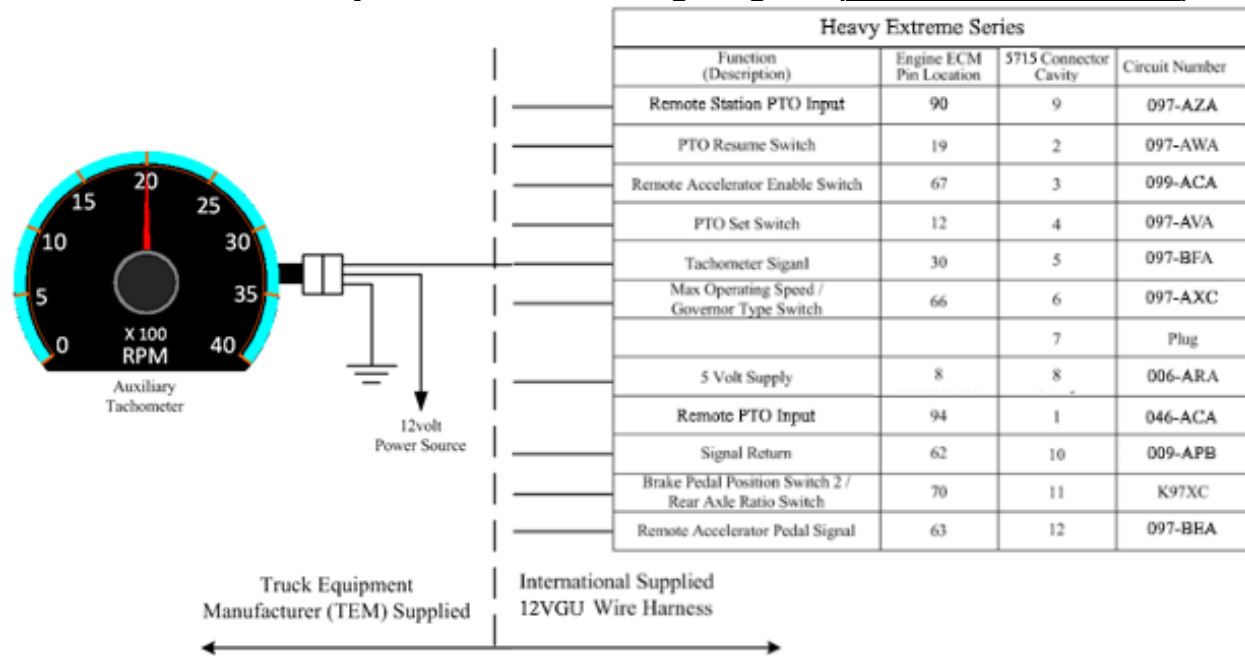 Heavy Extreme Series
Function
(Description)
Engine ECM
Pin Location
5715 Connector
Cavity
Circuit Number
Remote Station PTO Input 90 9 097-AZA
PTO Resume Switch 19 2 097-AWA
Remote Accelerator Enable Switch 67 3 099-ACA
PTO Set Switch 12 4 097-AVA
Tachometer Siganl 30 5 097-BFA
Max Operating Speed /
Governor Type Switch 66 6 097-AXC
7 Plug
5 Volt Supply 8 8 006-ARA
Remote PTO Input 94 1 046-ACA
Signal Return 62 10 009-APB
Brake Pedal Position Switch 2 /
Rear Axle Ratio Switch 70 11 K97XC
Remote Accelerator Pedal Signal 63 12 097-BEA
0
5
10
15
20
25
30
35
40
X 100
RPM
Auxiliary
Tachometer
12volt
Power Source
Truck Equipment
Manufacturer (TEM) Supplied
International Supplied
12VGU Wire Harness